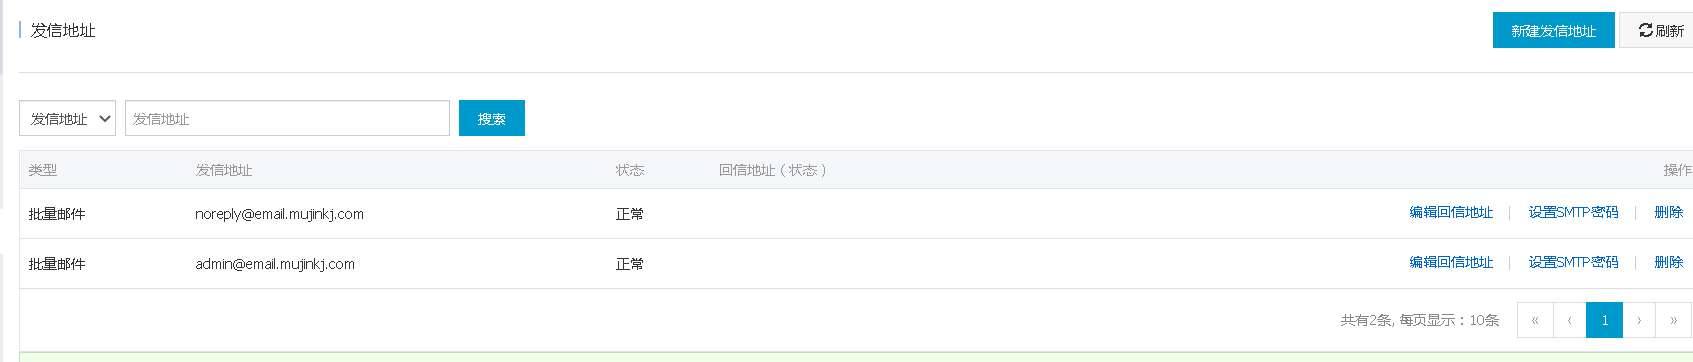 发信地址
新建发信地址 刷新
发信地址 发信地址 搜索
类型 发信地址 状态 回信地址（状态） 操作
批量邮件 noreply@email.mujinkj.com 正常 编辑回信地址 | 设置SMTP密码 | 删除
批量邮件 admin@email.mujinkj.com 正常 编辑回信地址 | 设置SMTP密码 | 删除
共有2条, 每页显示：10条 « ‹ 1 › »